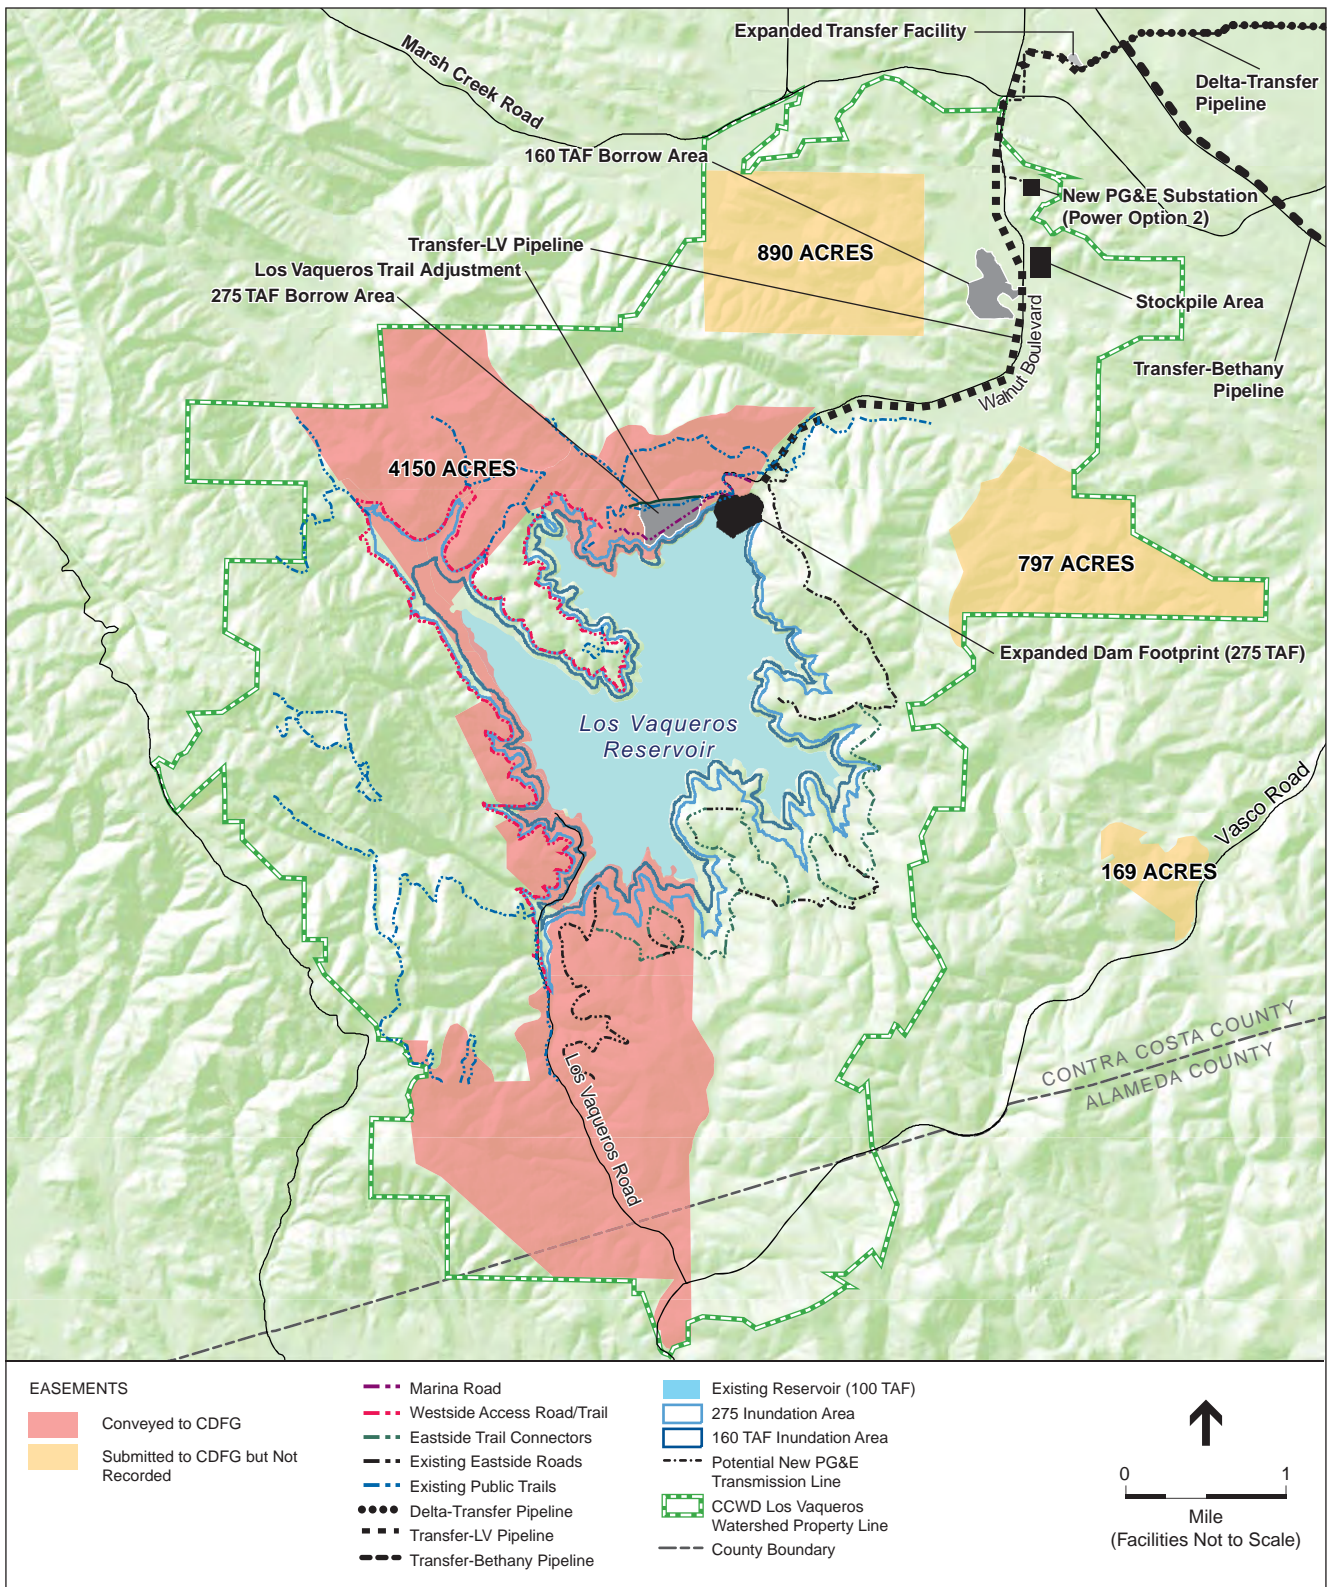 Expanded Transfer Facility
Marsh Creek Road
Delta-Transfer
Pipeline
160 TAF Borrow Area
New PG&E Substation
(Power Option 2)
Transfer-LV Pipeline
890 ACRES
Los Vaqueros Trail Adjustment
275 TAF Borrow Area
Stockpile Area
Walnut Boulevard
Transfer-Bethany
Pipeline
4150 ACRES
797 ACRES
Expanded Dam Footprint (275 TAF)
Los Vaqueros
Reservoir
Vasco Road
169 ACRES
CONTRA COSTA COUNTY
ALAMEDA COUNTY
Los Vaqueros Road
EASEMENTS
Conveyed to CDFG
Submitted to CDFG but Not
Recorded
Marina Road
Westside Access Road/Trail
Eastside Trail Connectors
Existing Eastside Roads
Existing Public Trails
Delta-Transfer Pipeline
Transfer-LV Pipeline
Transfer-Bethany Pipeline
Existing Reservoir (100 TAF)
275 Inundation Area
160 TAF Inundation Area
Potential New PG&E
Transmission Line
CCWD Los Vaqueros
Watershed Property Line
County Boundary
0 1
Mile
(Facilities Not to Scale)